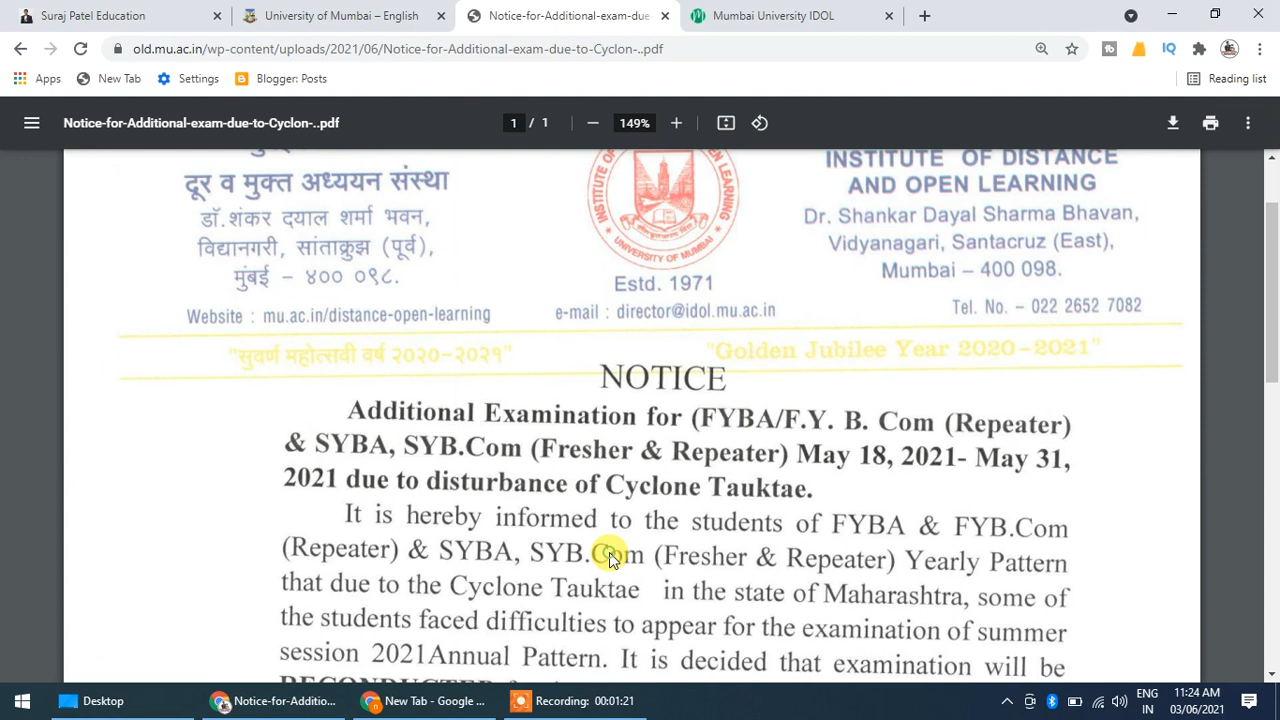 Suraj Patel Education
University of Mumbai – English
Notice-for-Additional-exam-due-
Mumbai University IDOL
old.mu.ac.in/wp-content/uploads/2021/06/Notice-for-Additional-exam-due-to-Cyclon-..pdf
Apps
New Tab
Settings
Blogger: Posts
Reading list
Notice-for-Additional-exam-due-to-Cyclon-..pdf
1 / 1
149%
दूर व मुक्त अध्ययन संस्था
डॉ.शंकर दयाल शर्मा भवन,
विद्यानगरी, सांताक्रुझ (पूर्व),
मुंबई – ४०० ०९८.
Website : mu.ac.in/distance-open-learning
INSTITUTE OF OPEN LEARNING
UNIVERSITY OF MUMBAI
Estd. 1971
e-mail : director@idol.mu.ac.in
INSTITUTE OF DISTANCE
AND OPEN LEARNING
Dr. Shankar Dayal Sharma Bhavan,
Vidyanagari, Santacruz (East),
Mumbai – 400 098.
Tel. No. – 022 2652 7082
"सुवर्ण महोत्सवी वर्ष २०२०–२०२१"
"Golden Jubilee Year 2020–2021"
NOTICE
Additional Examination for (FYBA/F.Y. B. Com (Repeater)
& SYBA, SYB.Com (Fresher & Repeater) May 18, 2021- May 31,
2021 due to disturbance of Cyclone Tauktae.
It is hereby informed to the students of FYBA & FYB.Com
(Repeater) & SYBA, SYB.Com (Fresher & Repeater) Yearly Pattern
that due to the Cyclone Tauktae in the state of Maharashtra, some of
the students faced difficulties to appear for the examination of summer
session 2021Annual Pattern. It is decided that examination will be
RECONDUCTED
Desktop
Notice-for-Additio...
New Tab - Google ...
Recording: 00:01:21
ENG
IN
11:24 AM
03/06/2021
IQ